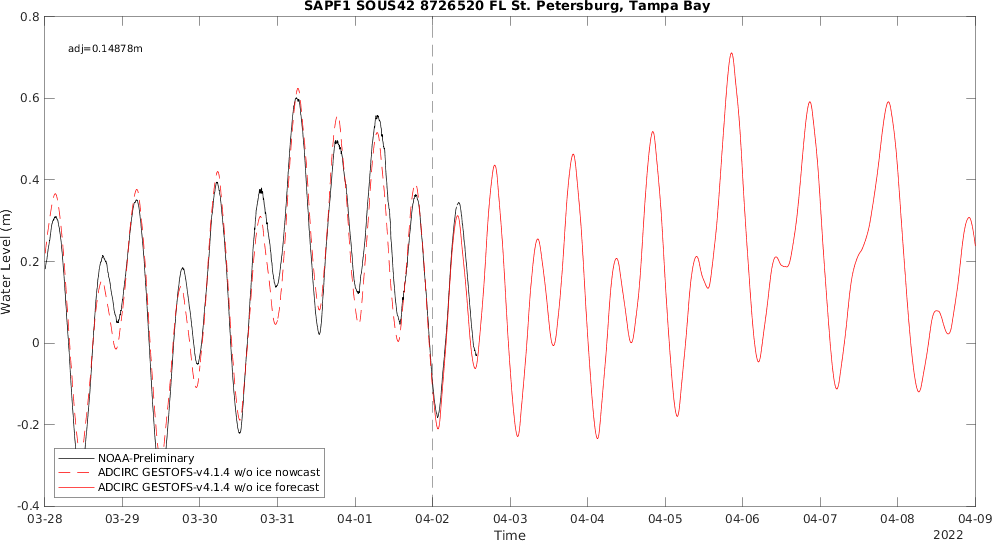 SAPF1 SOUS42 8726520 FL St. Petersburg, Tampa Bay
adj=0.14878m
Water Level (m)
0.8
0.6
0.4
0.2
0
-0.2
-0.4
NOAA-Preliminary
ADCIRC GESTOFS-v4.1.4 w/o ice nowcast
ADCIRC GESTOFS-v4.1.4 w/o ice forecast
03-28 03-29 03-30 03-31 04-01 04-02 04-03 04-04 04-05 04-06 04-07 04-08 04-09
Time
2022